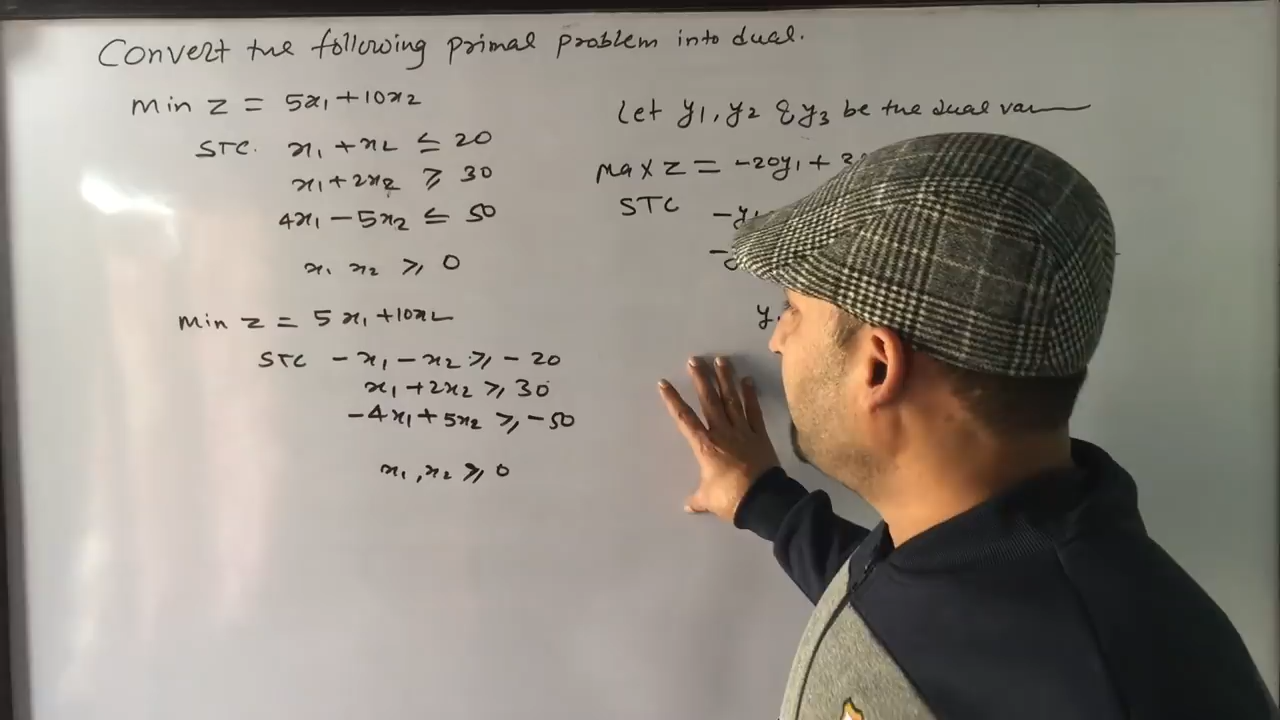 Convert the following primal problem into dual.
Min Z = 5x₁ + 10x₂
STC. x₁ + x₂ ≤ 20
x₁ + 2x₂ ≥ 30
4x₁ - 5x₂ ≤ 50
x₁ x₂ ≥ 0
Min Z = 5x₁ + 10x₂
STC -x₁ - x₂ ≥ -20
x₁ + 2x₂ ≥ 30
-4x₁ + 5x₂ ≥ -50
x₁, x₂ ≥ 0
Let y₁, y₂ & y₃ be the dual var
Max Z = -20y₁ +
STC